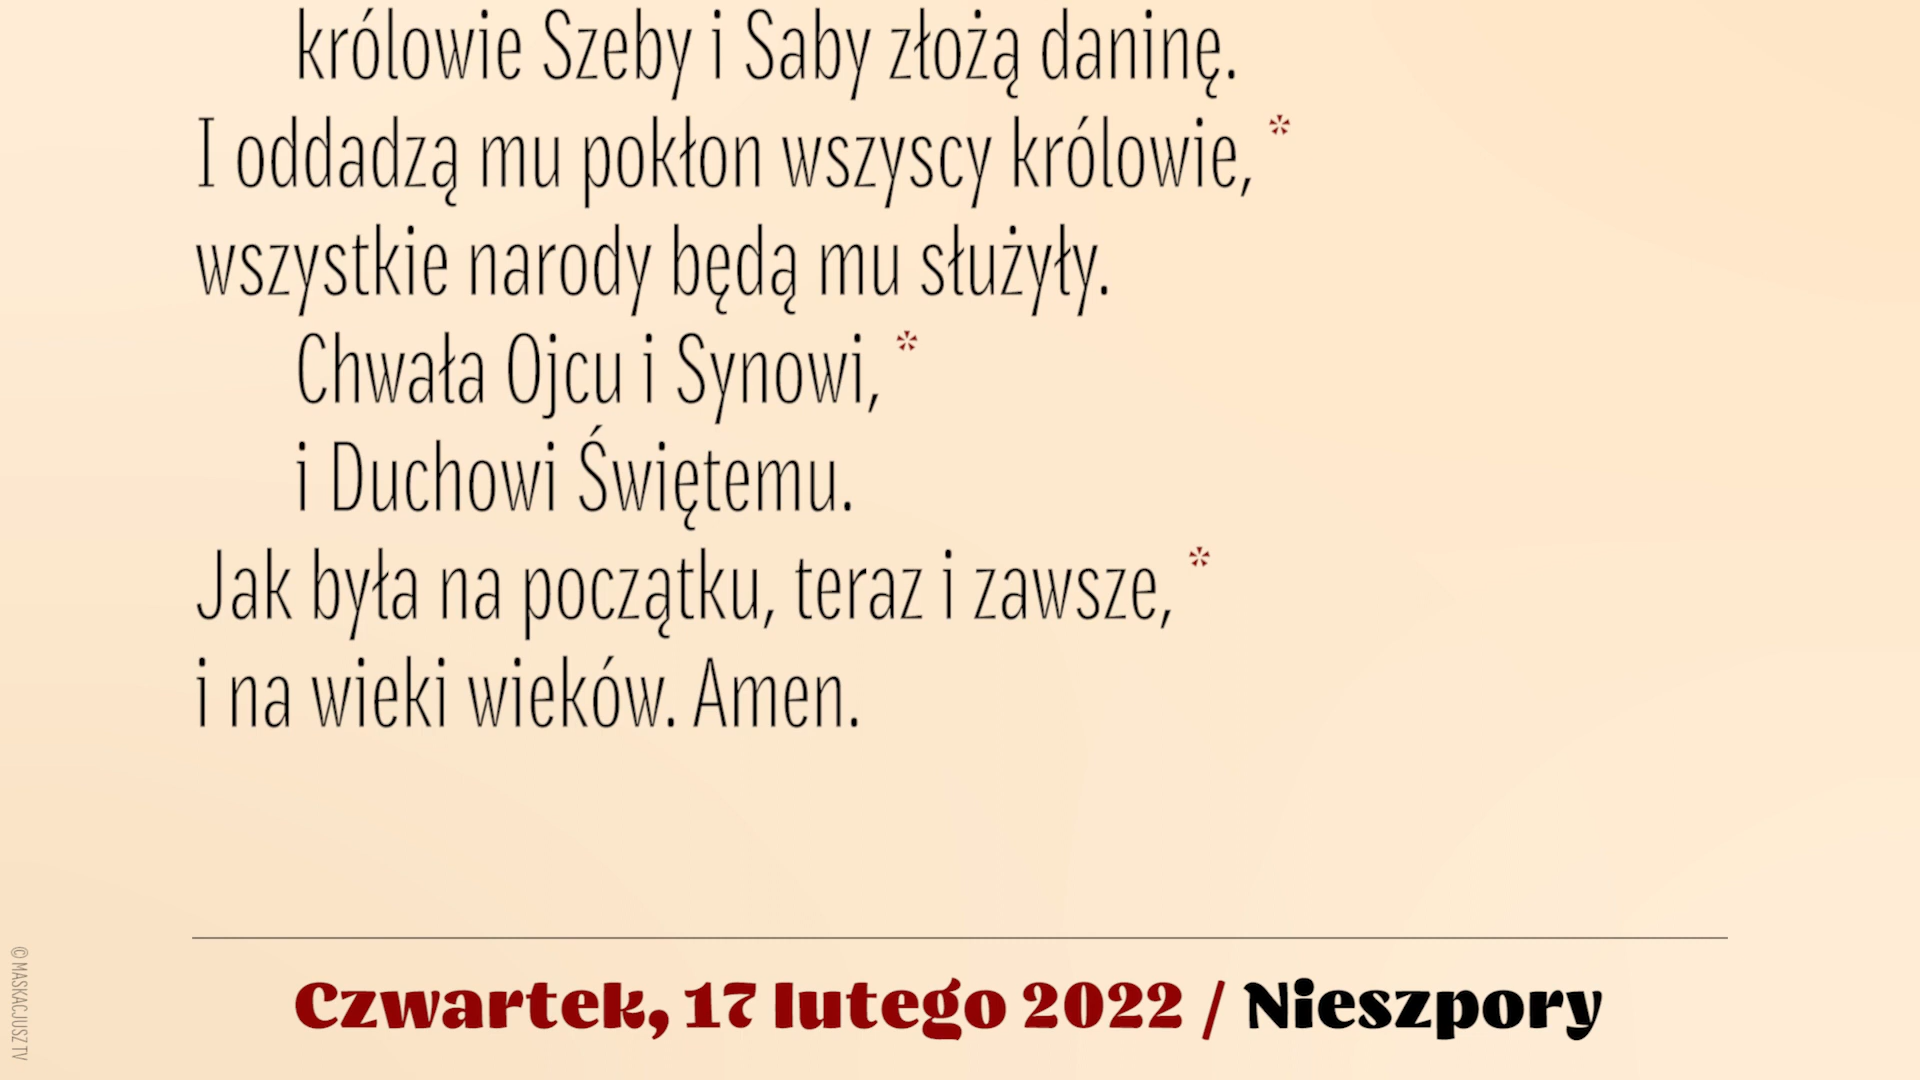 królowie Szeby i Saby złożą daninę.
I oddadzą mu pokłon wszyscy królowie, *
wszystkie narody będą mu służyły.
Chwała Ojcu i Synowi, *
i Duchowi Świętemu.
Jak była na początku, teraz i zawsze, *
i na wieki wieków. Amen.
Czwartek, 17 lutego 2022 / Nieszpory
© MASKACJUSZ TV